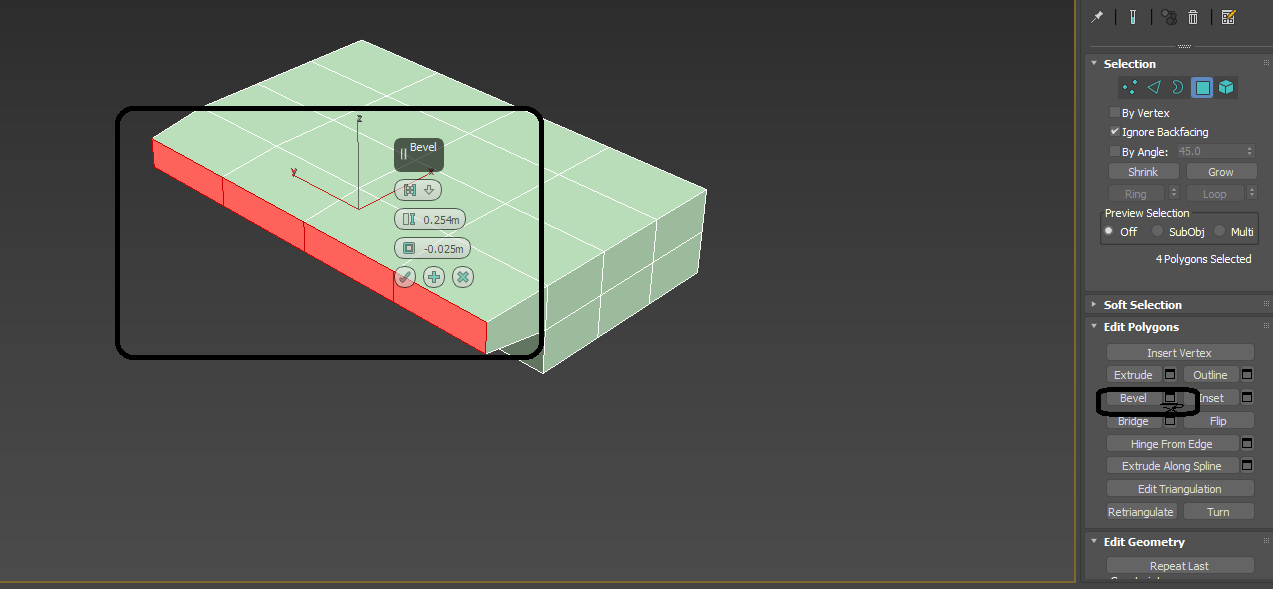 Selection
By Vertex
Ignore Backfacing
By Angle: 45.0
Shrink Grow
Ring Loop
Preview Selection
Off SubObj Multi
4 Polygons Selected
Soft Selection
Edit Polygons
Insert Vertex
Extrude Outline
Bevel Inset
Bridge Flip
Hinge From Edge
Extrude Along Spline
Edit Triangulation
Retriangulate Turn
Edit Geometry
Repeat Last
z
y
x
Bevel
0.254m
-0.025m